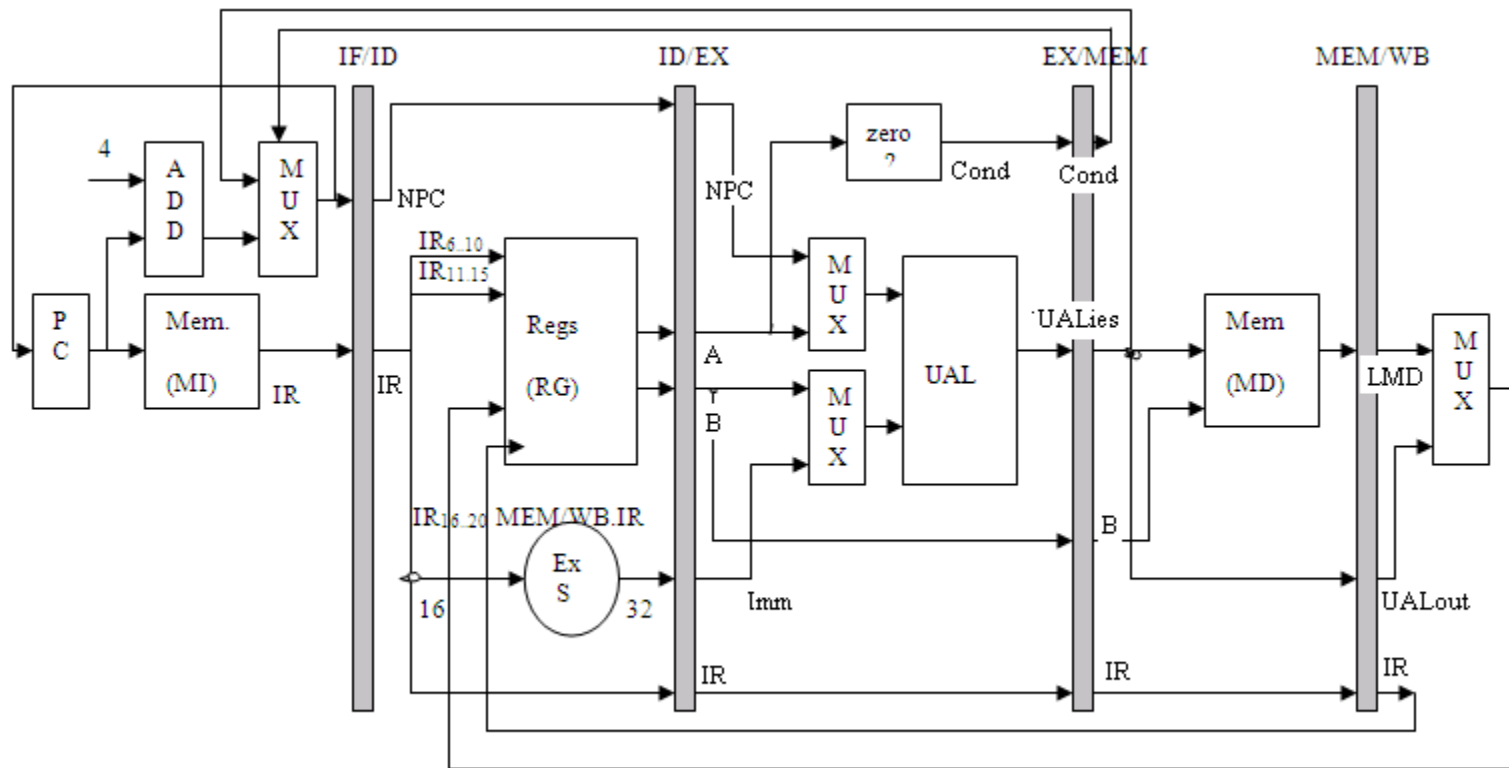 IF/ID
ID/EX
EX/MEM
MEM/WB
4
A
D
D
M
U
X
NPC
zero
?
Cond
Cond
NPC
IR6..10
IR11.15
P
C
Mem.
(MI)
IR
IR
Regs
(RG)
A
B
M
U
X
M
U
X
UAL
UALies
Mem
(MD)
LMD
M
U
X
IR16..20 MEM/WB.IR
Ex
S
16
32
Imm
B
UALout
IR
IR
IR